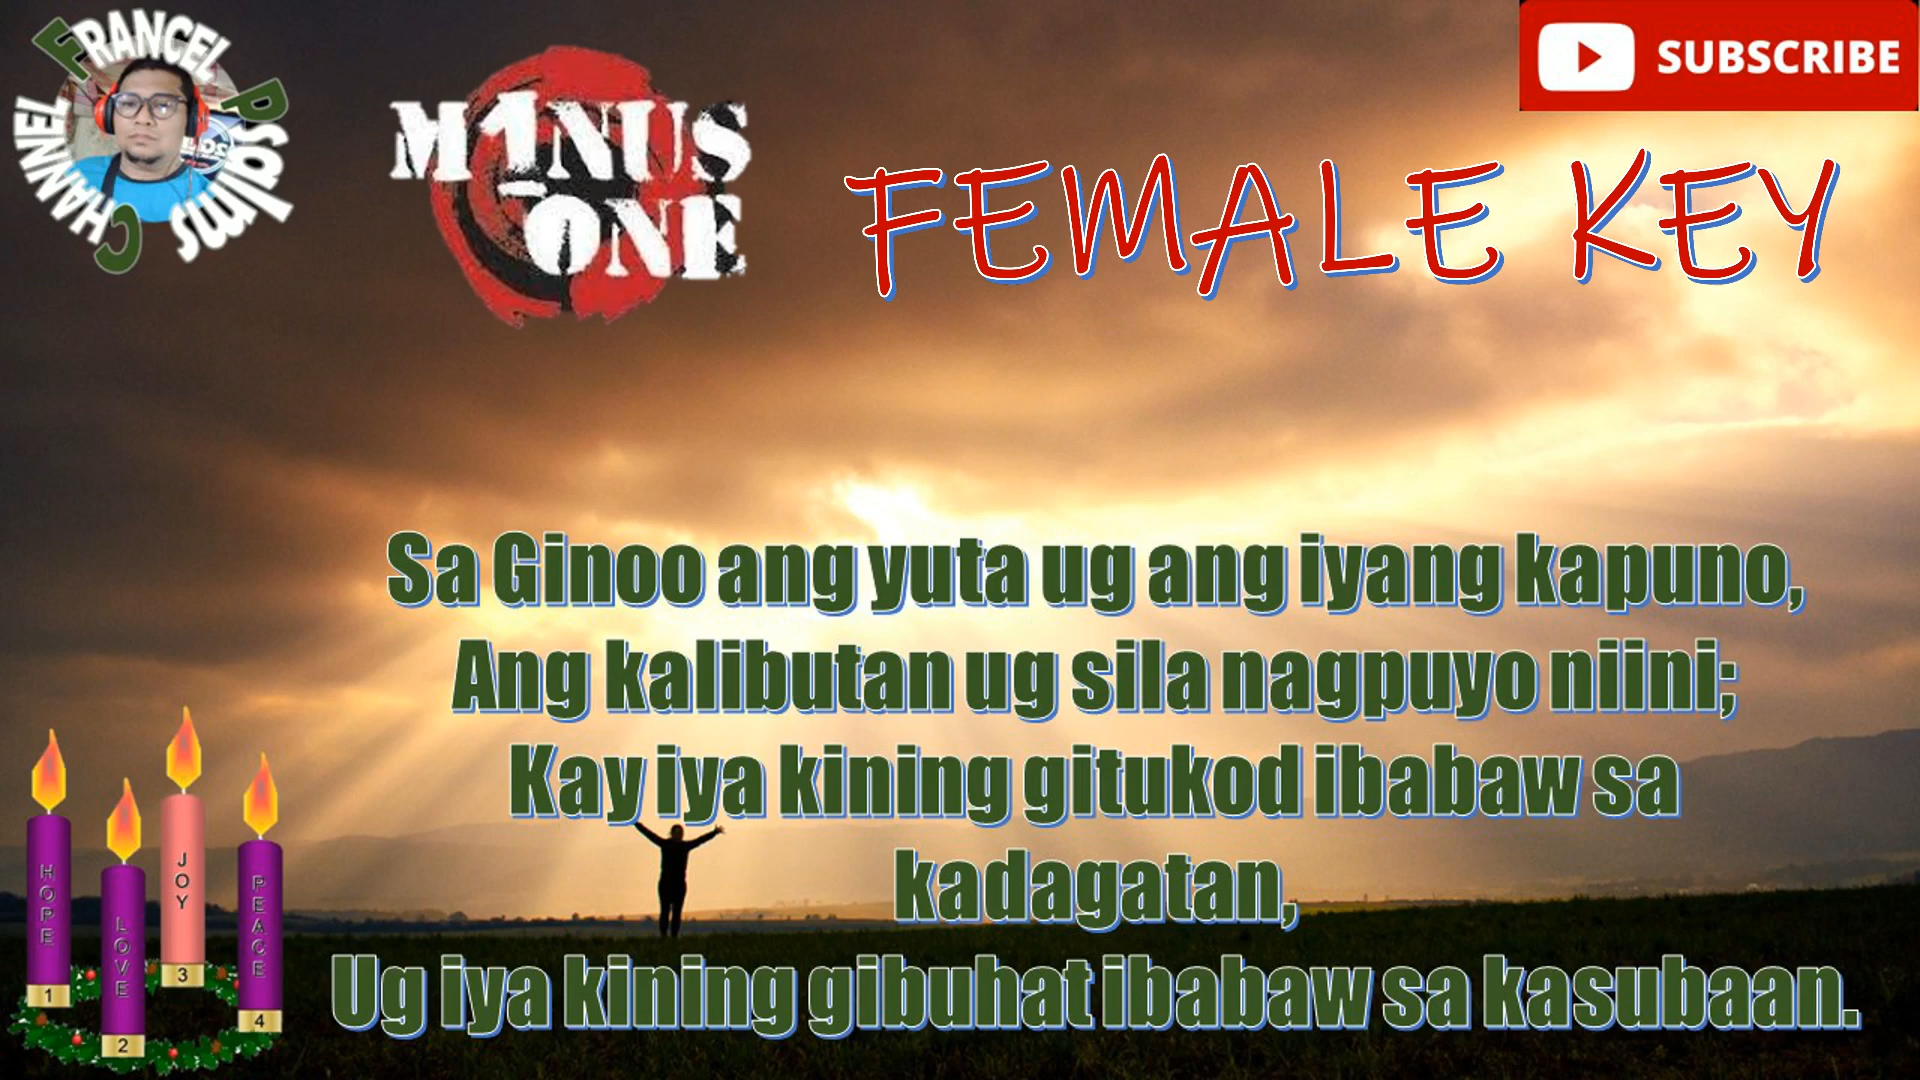 FRANCEL Psalms CHANNEL
M1NUS ONE
FEMALE KEY
SUBSCRIBE
Sa Ginoo ang yuta ug ang iyang kapuno,
Ang kalibutan ug sila nagpuyo niini;
Kay iya kining gitukod ibabaw sa
kadagatan,
Ug iya kining gibuhat ibabaw sa kasubaan.
HOPE
1
LOVE
2
JOY
3
PEACE
4